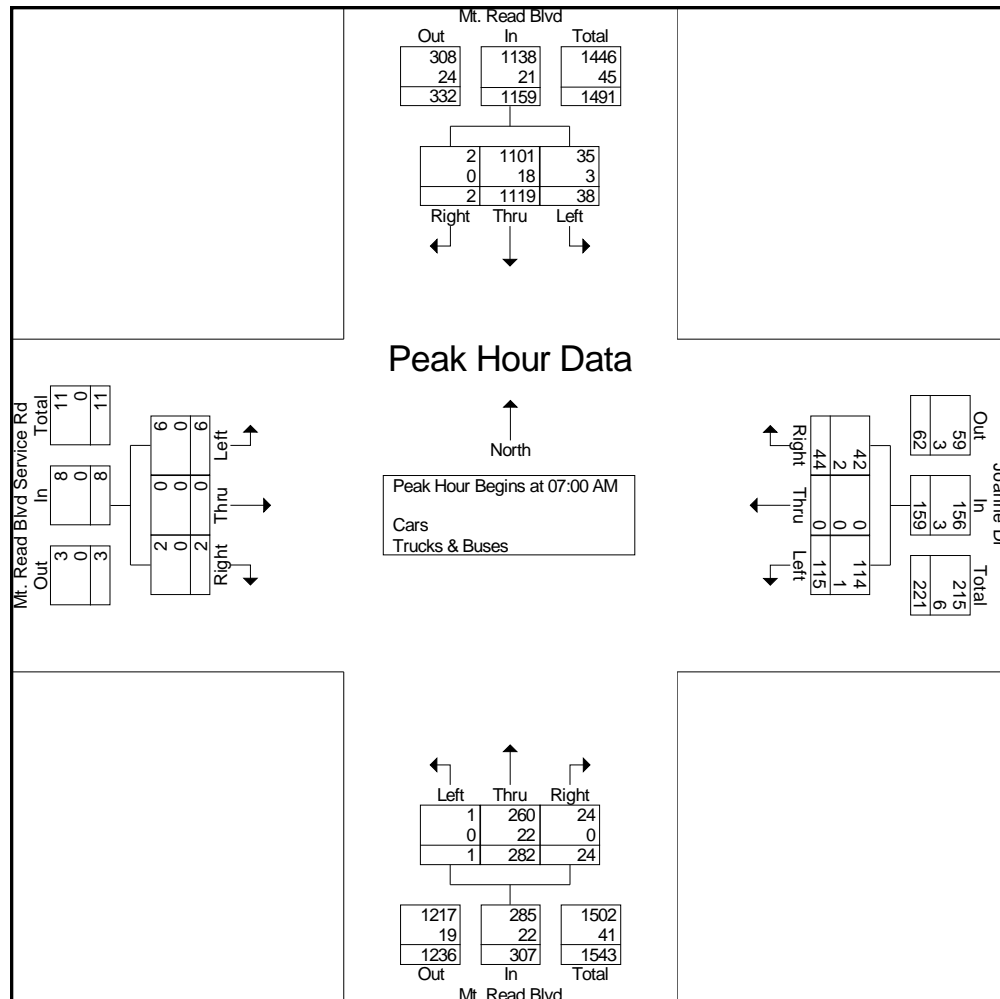 Mt. Read Blvd
Out In Total
308 1138 1446
24 21 45
332 1159 1491
2 1101 35
0 18 3
2 1119 38
Right Thru Left
Peak Hour Data
North
Peak Hour Begins at 07:00 AM
Cars
Trucks & Buses
Mt. Read Blvd Service Rd
Total In Out
11 8 3
0 0 0
11 8 3
6 0 2
0 0 0
6 0 2
Left Thru Right
Joanne Dr
Out In Total
59 156 215
3 3 6
62 159 221
42 0 114
2 0 1
44 0 115
Right Thru Left
Left Thru Right
1 260 24
0 22 0
1 282 24
1217 285 1502
19 22 41
1236 307 1543
Out In Total
Mt. Read Blvd